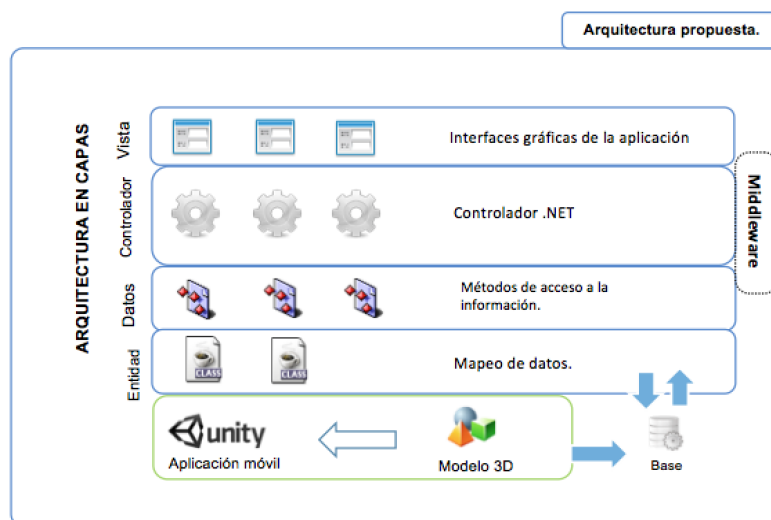 Arquitectura propuesta.
ARQUITECTURA EN CAPAS
Vista
Interfaces gráficas de la aplicación
Controlador
Controlador .NET
Middleware
Datos
Métodos de acceso a la
información.
Entidad
CLASS
CLASS
Mapeo de datos.
unity
Aplicación móvil
Modelo 3D
Base